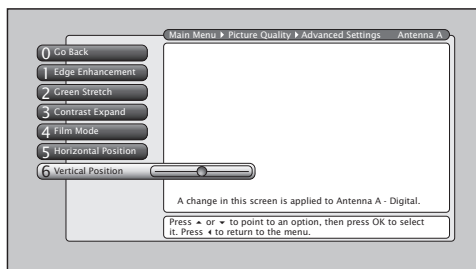 Main Menu ▶ Picture Quality ▶ Advanced Settings Antenna A
0 Go Back
1 Edge Enhancement
2 Green Stretch
3 Contrast Expand
4 Film Mode
5 Horizontal Position
6 Vertical Position
A change in this screen is applied to Antenna A - Digital.
Press ▲ or ▼ to point to an option, then press OK to select
it. Press ◀ to return to the menu.